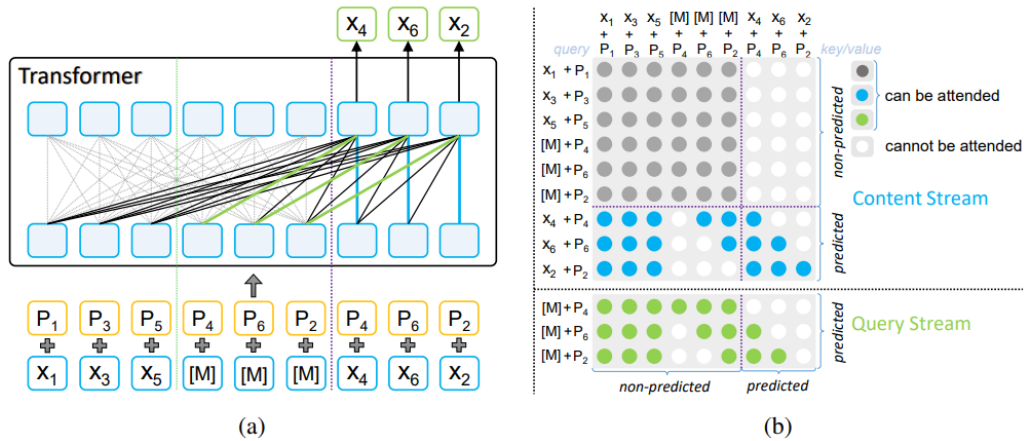 x4 x6 x2
Transformer
P1 P3 P5 P4 P6 P2 P4 P6 P2
x1 x3 x5 [M] [M] [M] x4 x6 x2
(a)
x1 x3 x5 [M] [M] [M] x4 x6 x2
+ + + + + + + + +
P1 P3 P5 P4 P6 P2 P4 P6 P2
query
key/value
x1 + P1
x3 + P3
x5 + P5
[M] + P4
[M] + P6
[M] + P2
non-predicted
can be attended
cannot be attended
Content Stream
x4 + P4
x6 + P6
x2 + P2
predicted
[M] + P4
[M] + P6
[M] + P2
predicted
Query Stream
non-predicted
predicted
(b)